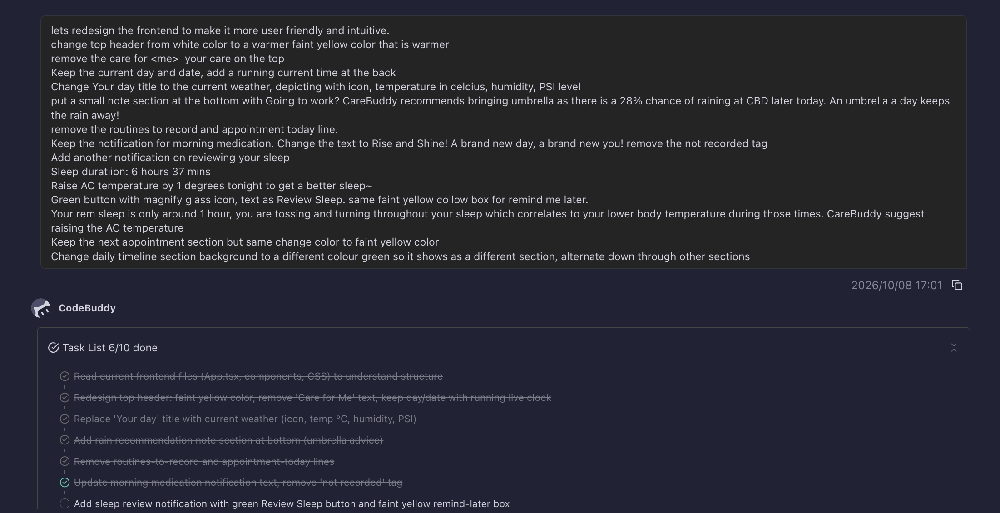 lets redesign the frontend to make it more user friendly and intuitive.
change top header from white color to a warmer faint yellow color that is warmer
remove the care for <me>  your care on the top
Keep the current day and date, add a running current time at the back
Change Your day title to the current weather, depicting with icon, temperature in celcius, humidity, PSI level
put a small note section at the bottom with Going to work? CareBuddy recommends bringing umbrella as there is a 28% chance of raining at CBD later today. An umbrella a day keeps
the rain away!
remove the routines to record and appointment today line.
Keep the notification for morning medication. Change the text to Rise and Shine! A brand new day, a brand new you! remove the not recorded tag
Add another notification on reviewing your sleep
Sleep duratiion: 6 hours 37 mins
Raise AC temperature by 1 degrees tonight to get a better sleep~
Green button with magnify glass icon, text as Review Sleep. same faint yellow collow box for remind me later.
Your rem sleep is only around 1 hour, you are tossing and turning throughout your sleep which correlates to your lower body temperature during those times. CareBuddy suggest
raising the AC temperature
Keep the next appointment section but same change color to faint yellow color
Change daily timeline section background to a different colour green so it shows as a different section, alternate down through other sections
2026/10/08 17:01
CodeBuddy
Task List 6/10 done
Read current frontend files (App.tsx, components, CSS) to understand structure
Redesign top header: faint yellow color, remove 'Care for Me' text, keep day/date with running live clock
Replace 'Your day' title with current weather (icon, temp °C, humidity, PSI)
Add rain recommendation note section at bottom (umbrella advice)
Remove routines-to-record and appointment-today lines
Update morning medication notification text, remove 'not recorded' tag
Add sleep review notification with green Review Sleep button and faint yellow remind-later box